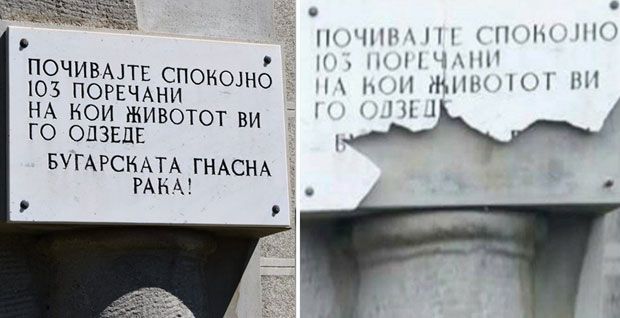 ПОЧИВАЈТЕ СПОКОЈНО
103 ПОРЕЧАНИ
НА КОИ ЖИВОТОТ ВИ
ГО ОДЗЕДЕ
БУГАРСКАТА ГНАСНА
РАКА!
ПОЧИВАЈТЕ СПОКОЈНО
103 ПОРЕЧАНИ
НА КОИ ЖИВОТОТ ВИ
ГО ОДЗЕД